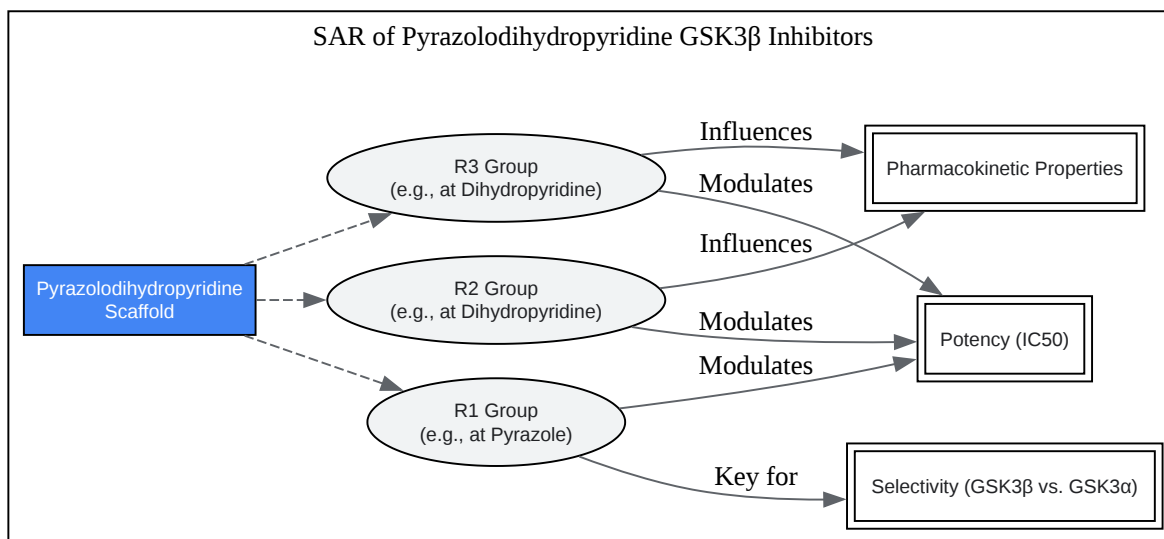 SAR of Pyrazolodihydropyridine GSK3β Inhibitors
Pyrazolodihydropyridine
Scaffold
R3 Group
(e.g., at Dihydropyridine)
R2 Group
(e.g., at Dihydropyridine)
R1 Group
(e.g., at Pyrazole)
Influences
Modulates
Influences
Modulates
Modulates
Key for
Pharmacokinetic Properties
Potency (IC50)
Selectivity (GSK3β vs. GSK3α)